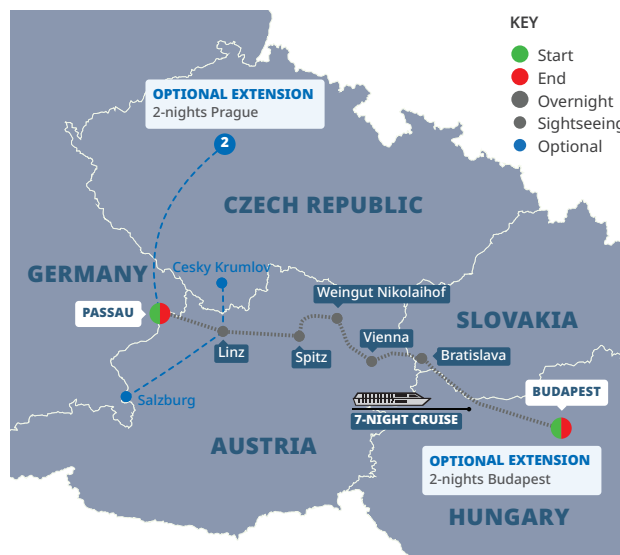 KEY
Start
End
Overnight
Sightseeing
Optional
OPTIONAL EXTENSION
2-nights Prague
2
CZECH REPUBLIC
GERMANY
Cesky Krumlov
Weingut Nikolaihof
PASSAU
SLOVAKIA
Linz
Spitz
Vienna
Bratislava
BUDAPEST
Salzburg
7-NIGHT CRUISE
AUSTRIA
OPTIONAL EXTENSION
2-nights Budapest
HUNGARY